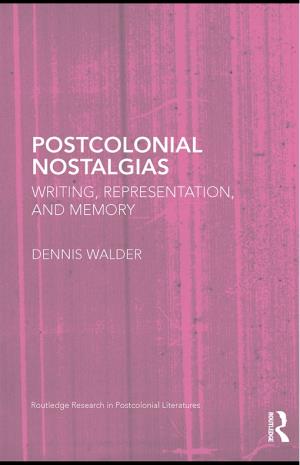 POSTCOLONIAL
NOSTALGIAS
WRITING, REPRESENTATION,
AND MEMORY
DENNIS WALDER
Routledge Research in Postcolonial Literatures
ROUTLEDGE